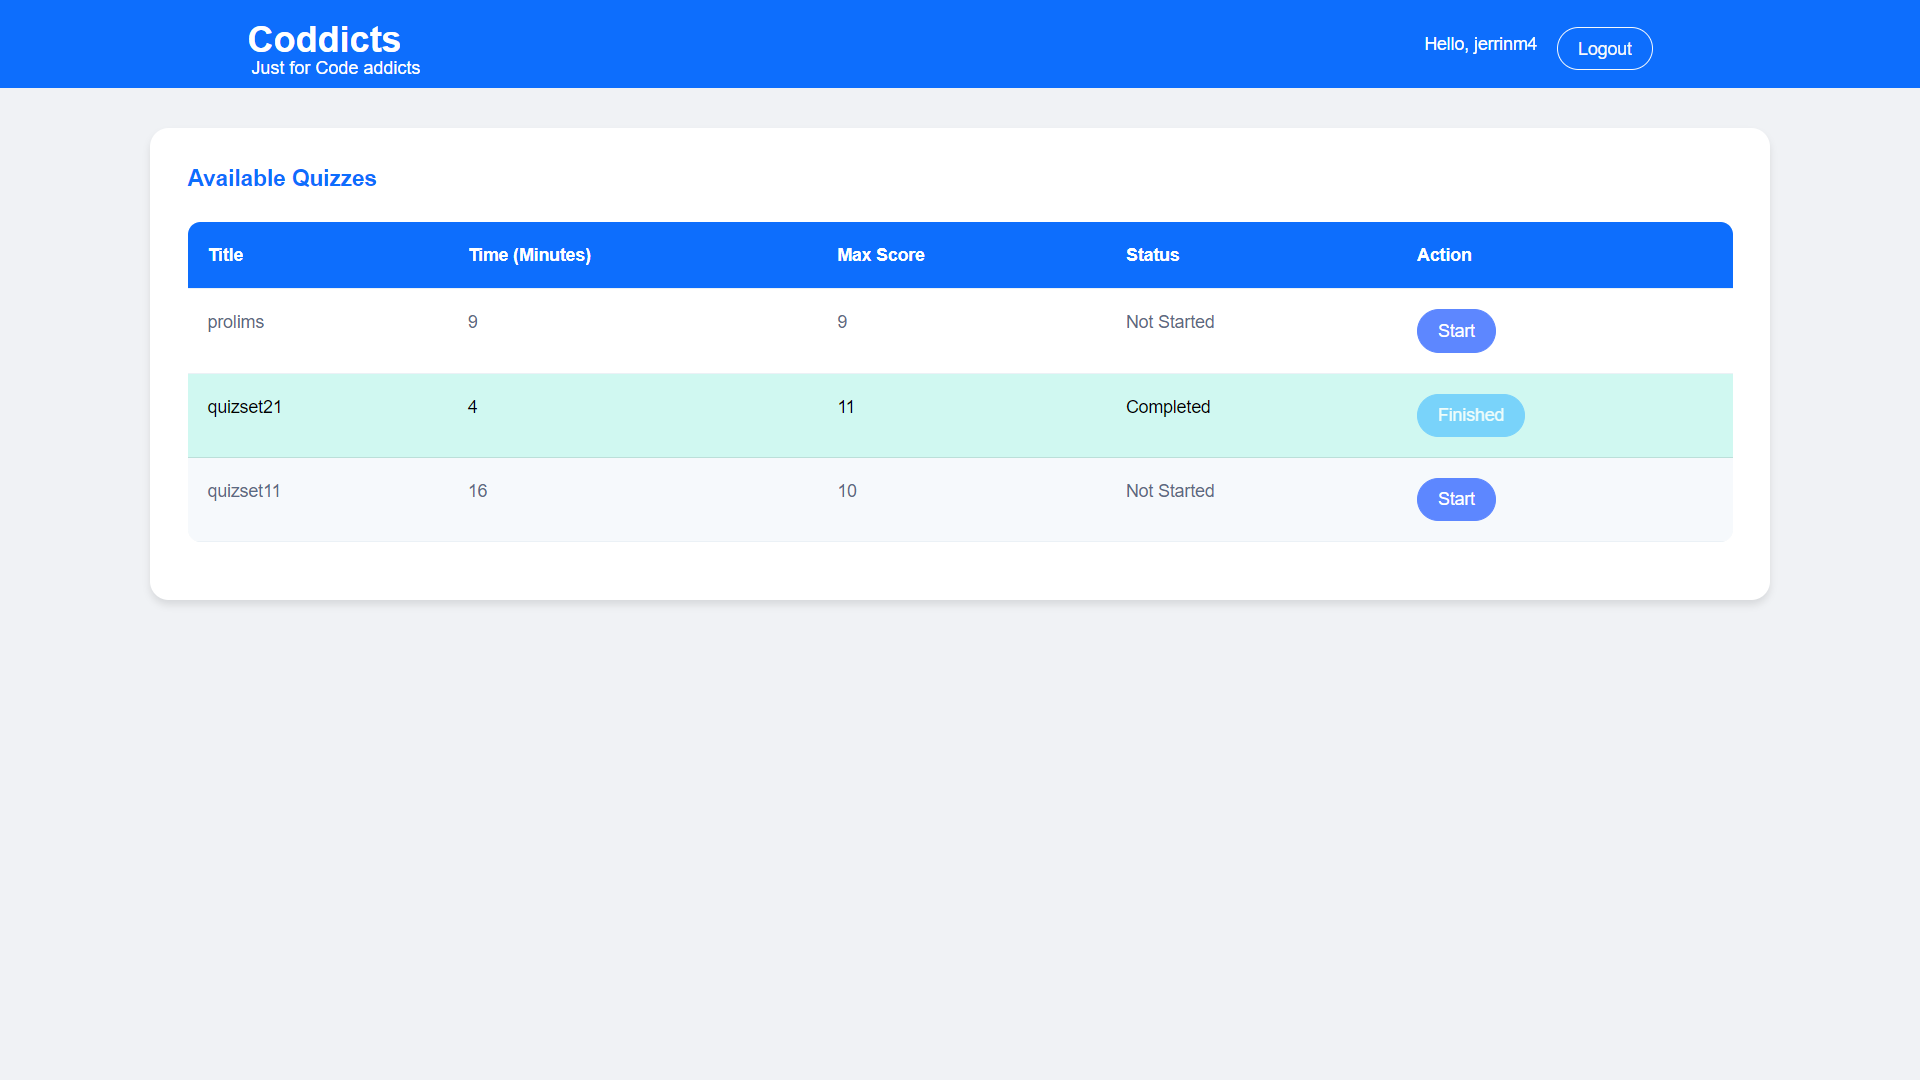 Coddicts
Just for Code addicts
Hello, jerrinm4
Logout
Available Quizzes
Title Time (Minutes) Max Score Status Action
prolims 9 9 Not Started Start
quizset21 4 11 Completed Finished
quizset11 16 10 Not Started Start